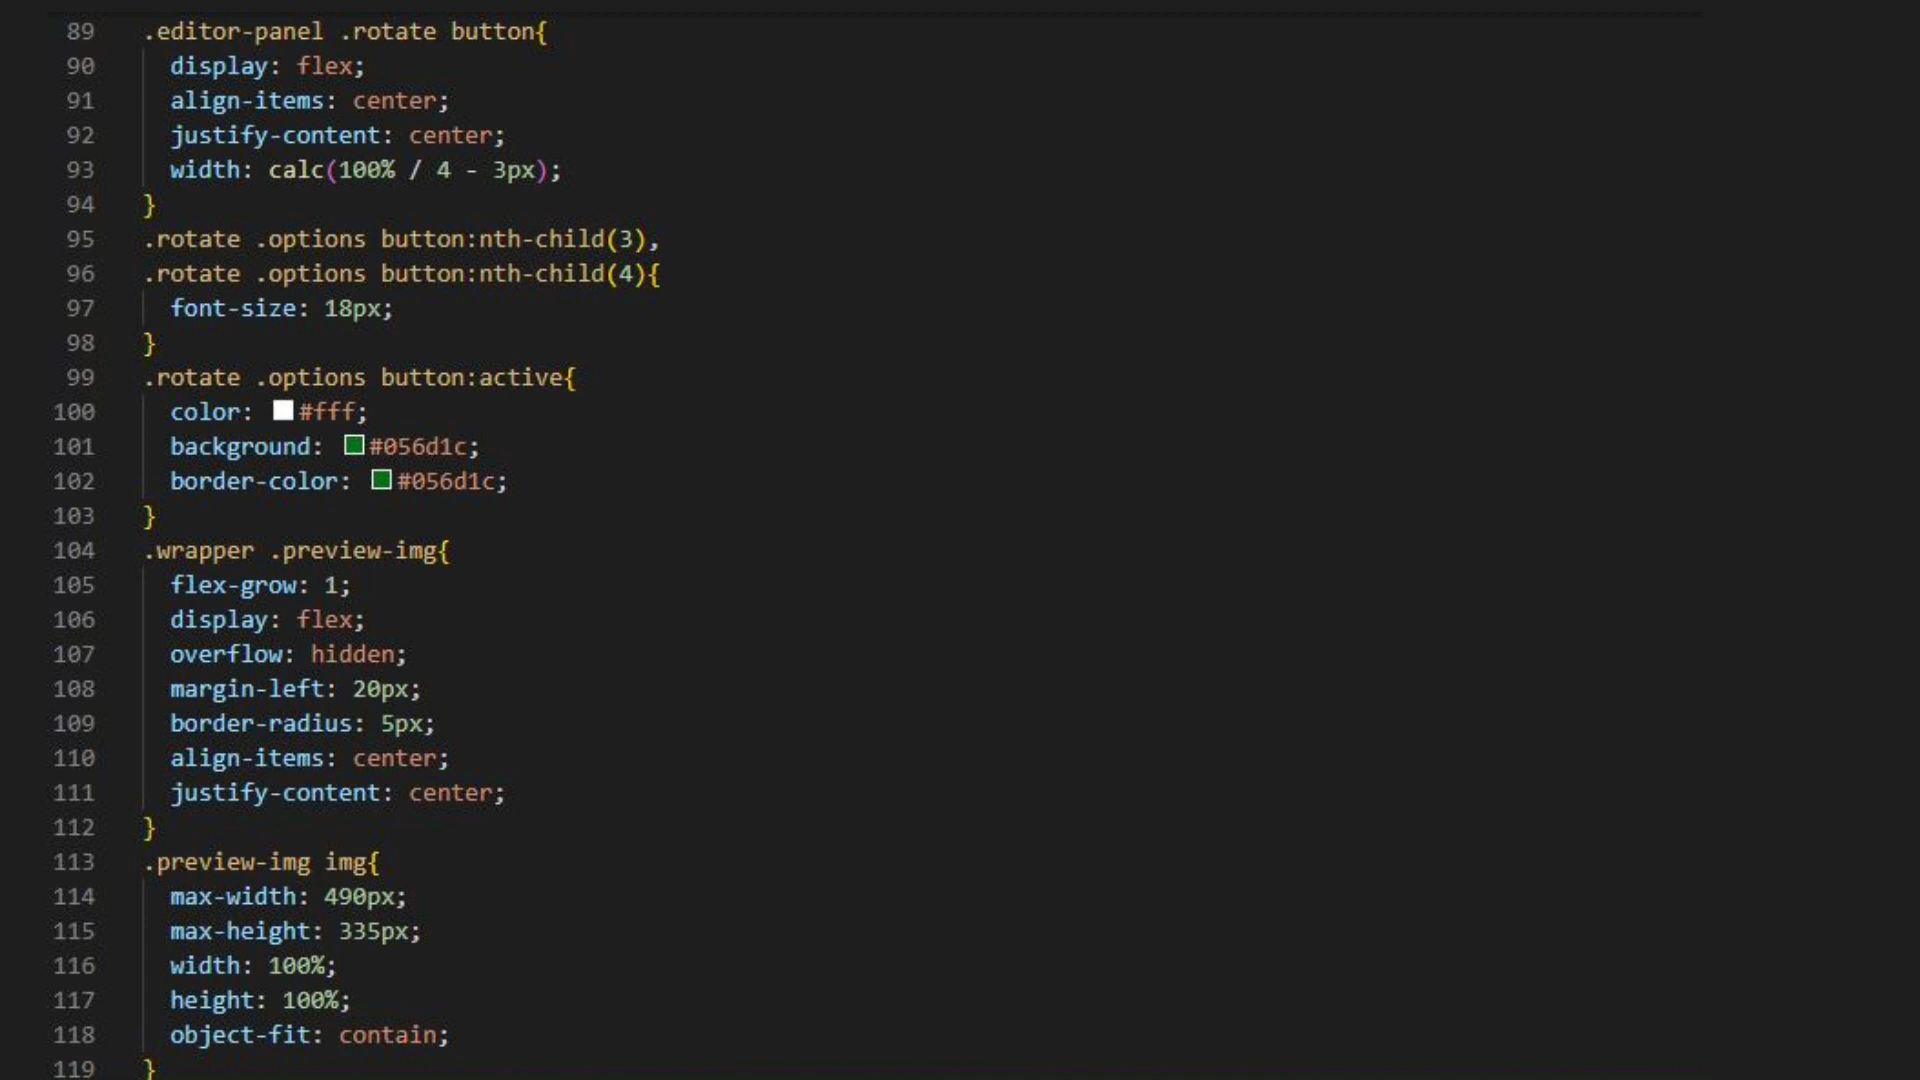 89 .editor-panel .rotate button{
90 display: flex;
91 align-items: center;
92 justify-content: center;
93 width: calc(100% / 4 - 3px);
94 }
95 .rotate .options button:nth-child(3),
96 .rotate .options button:nth-child(4){
97 font-size: 18px;
98 }
99 .rotate .options button:active{
100 color: #fff;
101 background: #056d1c;
102 border-color: #056d1c;
103 }
104 .wrapper .preview-img{
105 flex-grow: 1;
106 display: flex;
107 overflow: hidden;
108 margin-left: 20px;
109 border-radius: 5px;
110 align-items: center;
111 justify-content: center;
112 }
113 .preview-img img{
114 max-width: 490px;
115 max-height: 335px;
116 width: 100%;
117 height: 100%;
118 object-fit: contain;
119 }